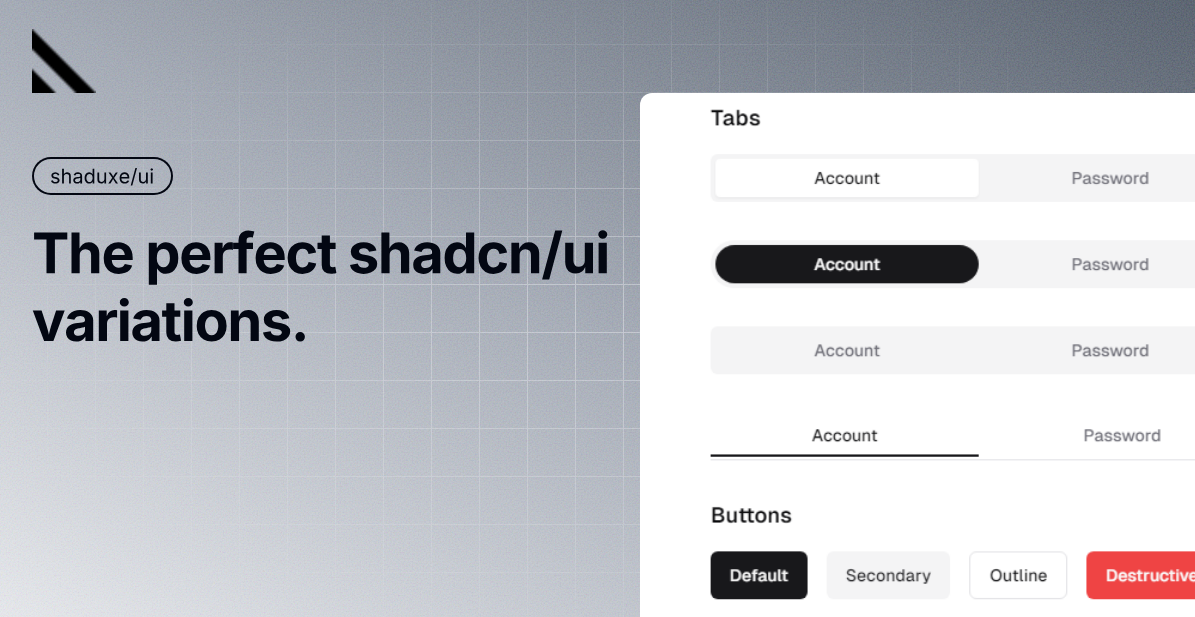 shaduxe/ui
The perfect shadcn/ui
variations.
Tabs
Account Password
Account Password
Account Password
Account Password
Buttons
Default Secondary Outline Destructive